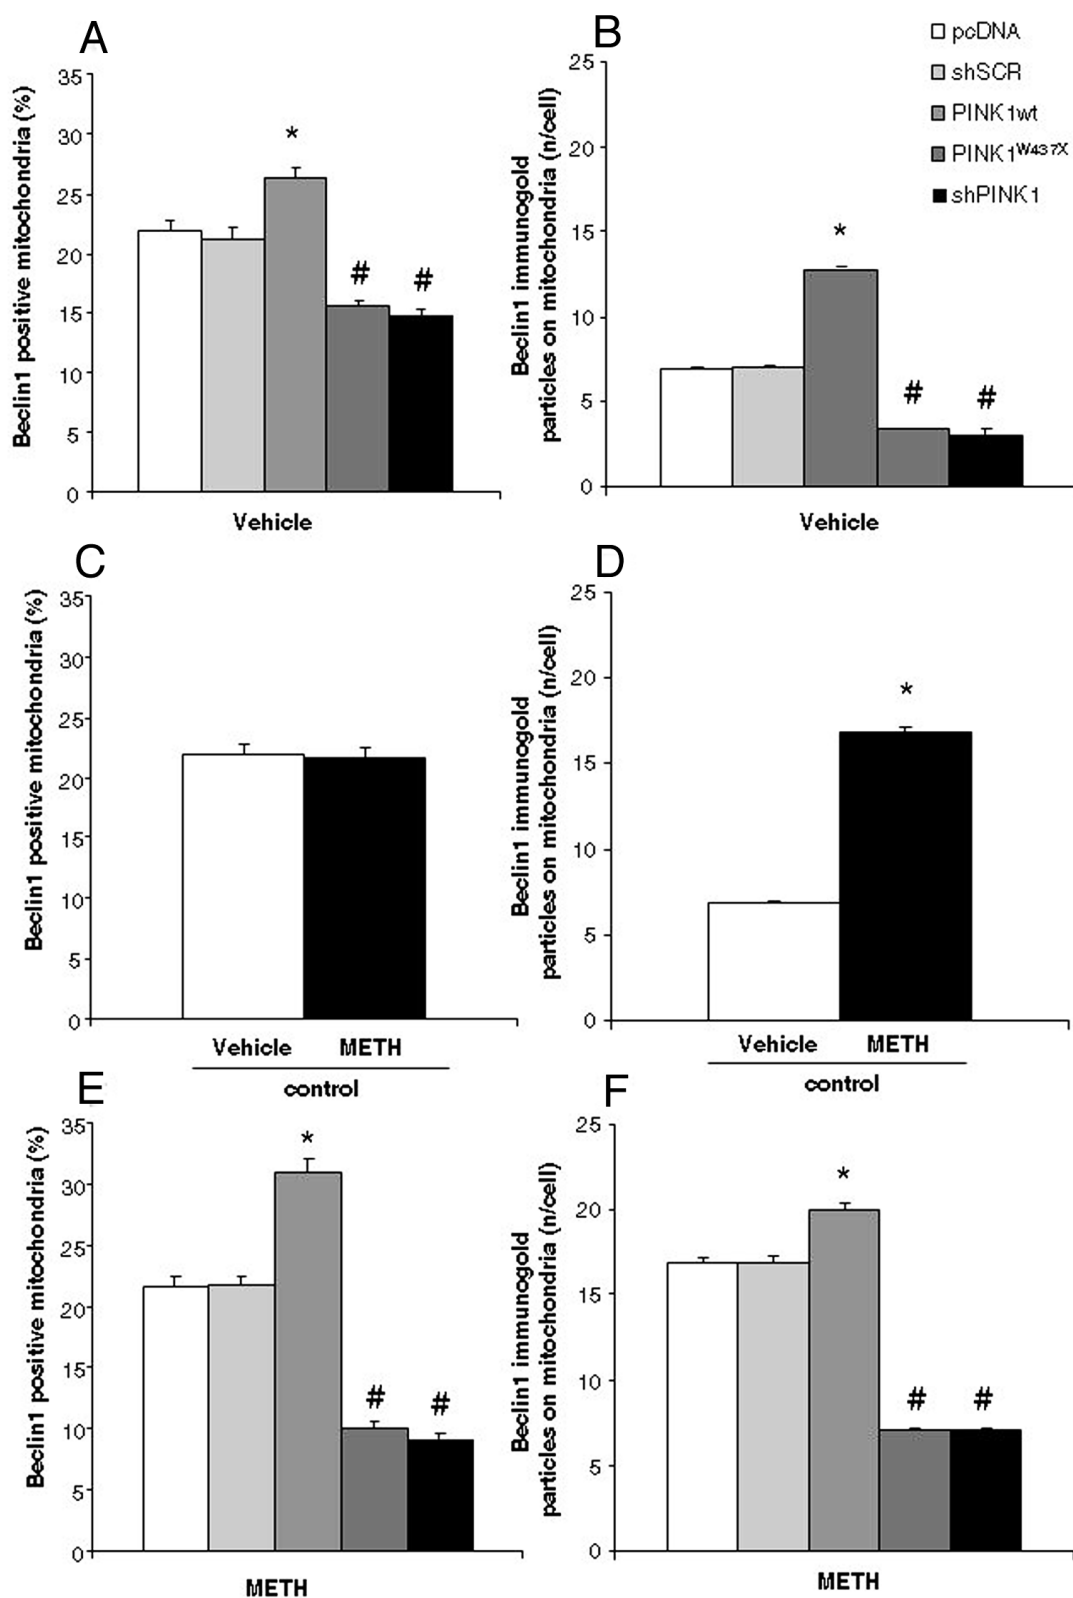 A
Beclin1 positive mitochondria (%)
35
30
25
20
15
10
5
0
*
#
#
Vehicle
B
Beclin1 immunogold
particles on mitochondria (n/cell)
25
20
15
10
5
0
*
#
#
Vehicle
pcDNA
shSCR
PINK1wt
PINK1W437X
shPINK1
C
Beclin1 positive mitochondria (%)
35
30
25
20
15
10
5
0
Vehicle METH
control
D
Beclin1 immunogold
particles on mitochondria (n/cell)
25
20
15
10
5
0
*
Vehicle METH
control
E
Beclin1 positive mitochondria (%)
35
30
25
20
15
10
5
0
*
#
#
METH
F
Beclin1 immunogold
particles on mitochondria (n/cell)
25
20
15
10
5
0
*
#
#
METH